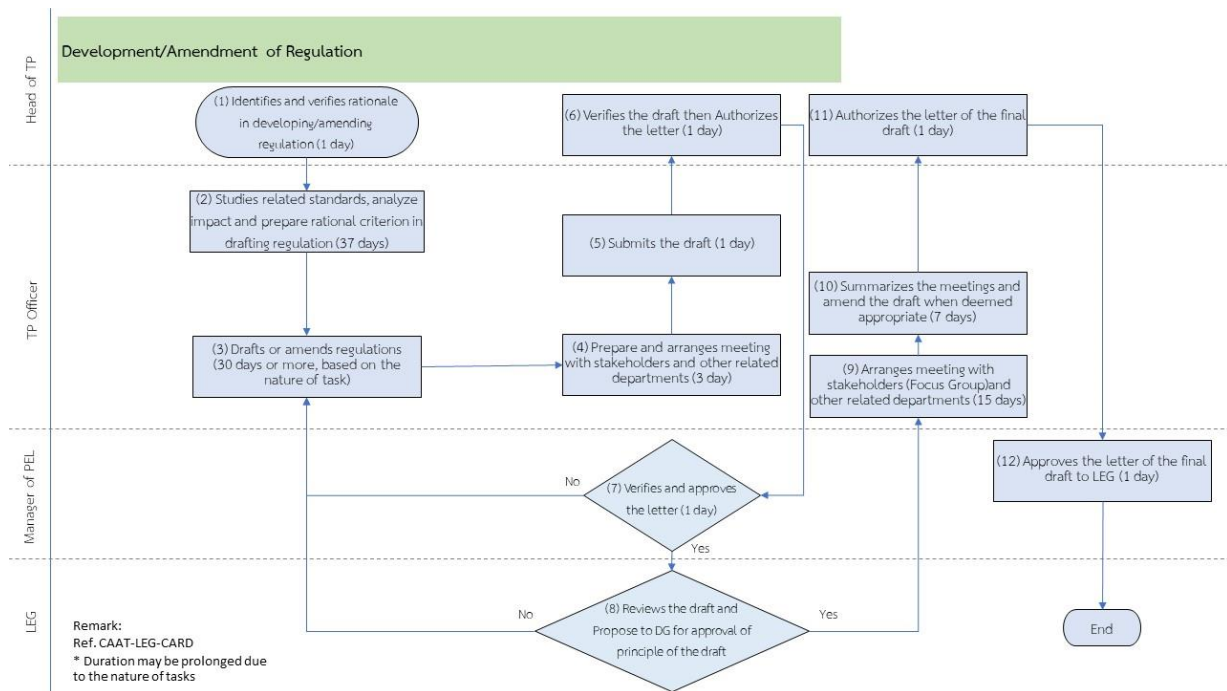 Development/Amendment of Regulation
Head of TP
(1) Identifies and verifies rationale
in developing/amending
regulation (1 day)
(6) Verifies the draft then Authorizes
the letter (1 day)
(11) Authorizes the letter of the final
draft (1 day)
TP Officer
(2) Studies related standards, analyze
impact and prepare rational criterion in
drafting regulation (37 days)
(5) Submits the draft (1 day)
(10) Summarizes the meetings and
amend the draft when deemed
appropriate (7 days)
(3) Drafts or amends regulations
(30 days or more, based on the
nature of task)
(4) Prepare and arranges meeting
with stakeholders and other related
departments (3 day)
(9) Arranges meeting with
stakeholders (Focus Group)and
other related departments (15 days)
Manager of PEL
No
(7) Verifies and approves
the letter (1 day)
Yes
(12) Approves the letter of the final
draft to LEG (1 day)
LEG
No
(8) Reviews the draft and
Propose to DG for approval of
principle of the draft
Yes
End
Remark:
Ref. CAAT-LEG-CARD
* Duration may be prolonged due
to the nature of tasks